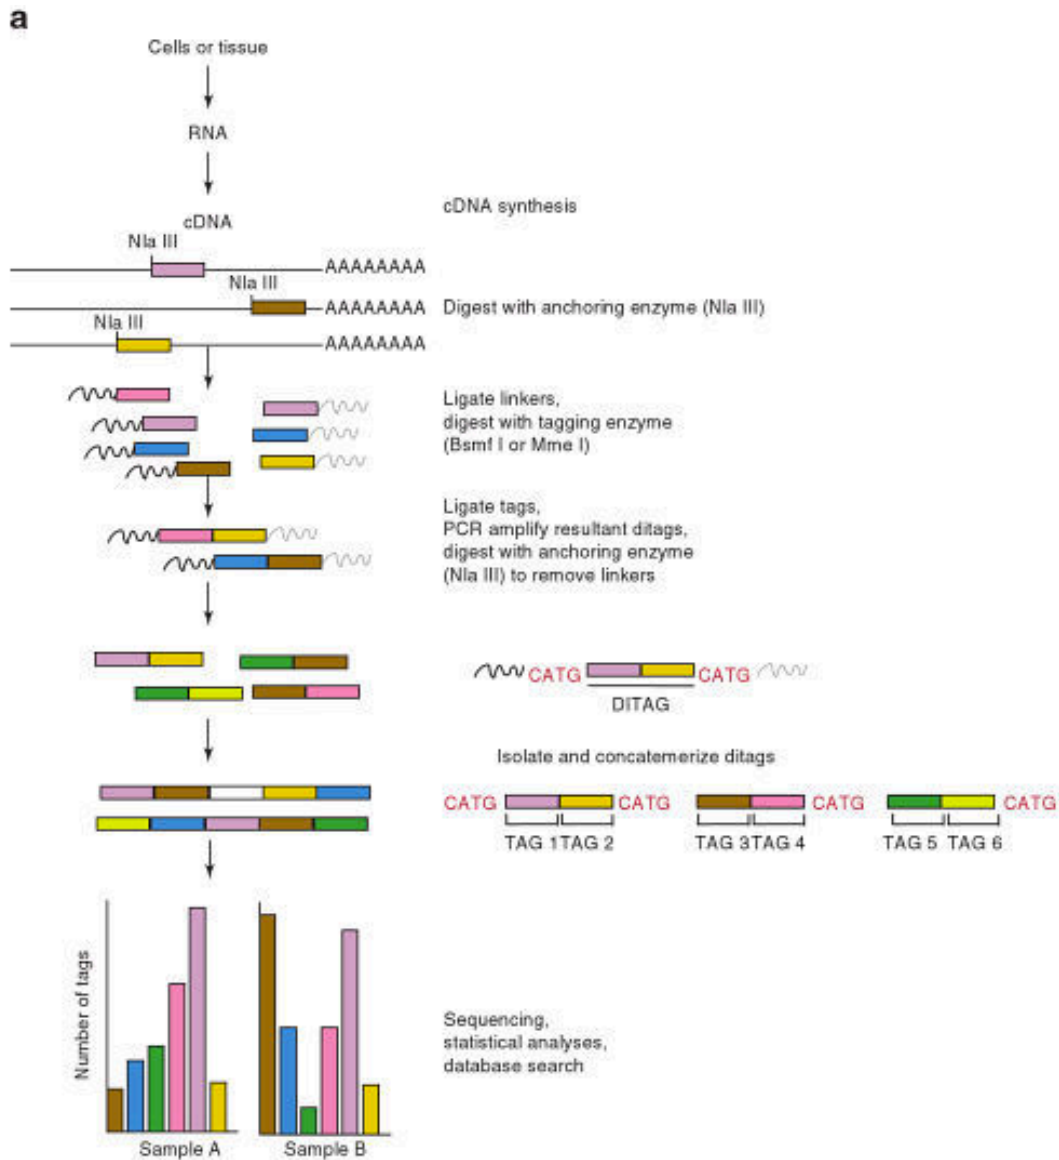 a
Cells or tissue
RNA
cDNA synthesis
cDNA
Nla III
AAAAAAAA
Nla III
AAAAAAAA
Digest with anchoring enzyme (Nla III)
Nla III
AAAAAAAA
Ligate linkers,
digest with tagging enzyme
(Bsmf I or Mme I)
Ligate tags,
PCR amplify resultant ditags,
digest with anchoring enzyme
(Nla III) to remove linkers
CATG CATG
DITAG
Isolate and concatemerize ditags
CATG CATG CATG CATG
TAG 1 TAG 2 TAG 3 TAG 4 TAG 5 TAG 6
Number of tags
Sequencing,
statistical analyses,
database search
Sample A Sample B